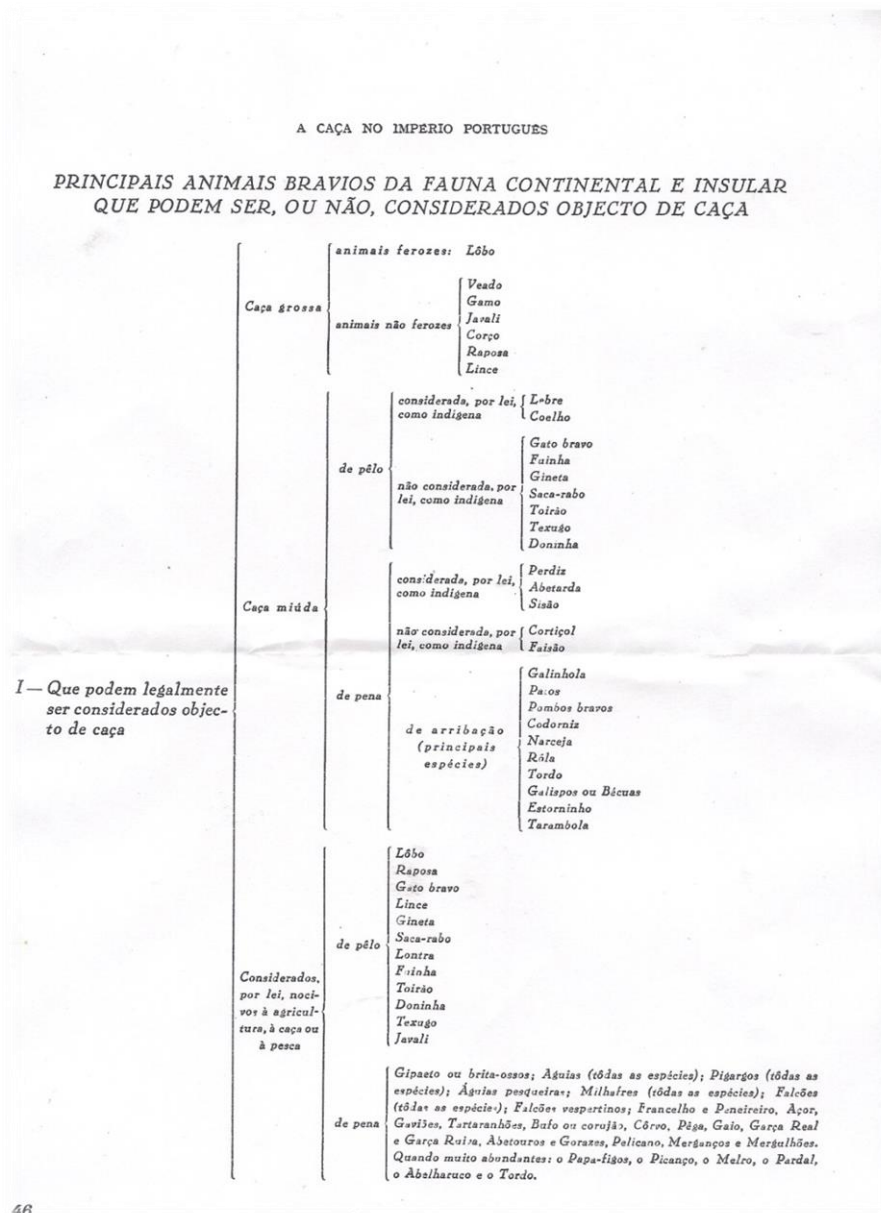 A CAÇA NO IMPÉRIO PORTUGUÊS
PRINCIPAIS ANIMAIS BRAVIOS DA FAUNA CONTINENTAL E INSULAR
QUE PODEM SER, OU NÃO, CONSIDERADOS OBJECTO DE CAÇA
I — Que podem legalmente
ser considerados objec-
to de caça
Caça grossa
animais ferozes: Lôbo
animais não ferozes
Veado
Gamo
Javali
Corço
Raposa
Lince
Caça miúda
de pêlo
considerada, por lei,
como indígena
Lebre
Coelho
não considerada, por
lei, como indígena
Gato bravo
Fuinha
Gineta
Saca-rabo
Toirão
Texugo
Doninha
de pena
considerada, por lei,
como indígena
Perdiz
Abetarda
Sisão
não considerada, por
lei, como indígena
Cortiçol
Faisão
de arribação
(principais
espécies)
Galinhola
Patos
Pombos bravos
Codorniz
Narceja
Rôla
Tordo
Galispos ou Bécuas
Estorninho
Tarambola
Considerados,
por lei, noci-
vos à agricul-
tura, à caça ou
à pesca
de pêlo
Lôbo
Raposa
Gato bravo
Lince
Gineta
Saca-rabo
Lontra
Fuinha
Toirão
Doninha
Texugo
Javali
de pena
Gipaeto ou brita-ossos; Aguias (tôdas as espécies); Pigargos (tôdas as
espécies); Águias pesqueiras; Milhafres (tôdas as espécies); Falcões
(tôdas as espécies); Falcões vespertinos; Francelho e Peneireiro, Açor,
Gaviões, Tartaranhões, Bufo ou corujão, Côrvo, Pêga, Gaio, Garça Real
e Garça Ruiva, Abetouros e Gorazes, Pelicano, Merganços e Mergulhões.
Quando muito abundantes: o Papa-figos, o Picanço, o Melro, o Pardal,
o Abelharuco e o Tordo.
46